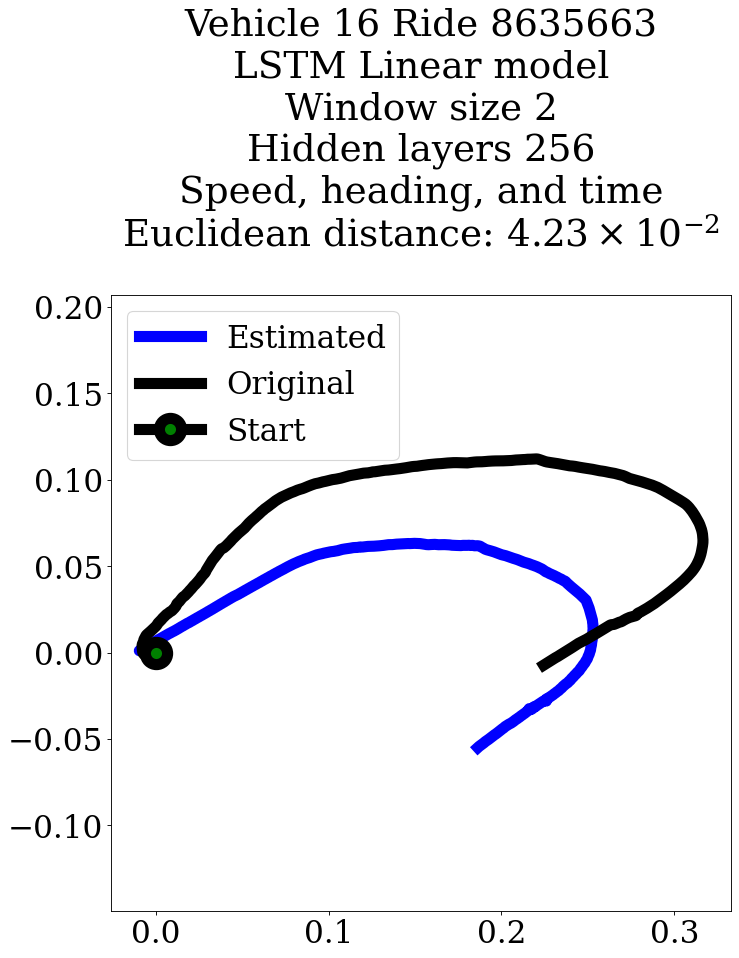 Vehicle 16 Ride 8635663
LSTM Linear model
Window size 2
Hidden layers 256
Speed, heading, and time
Euclidean distance: 4.23 × 10⁻²
Estimated
Original
Start
0.20
0.15
0.10
0.05
0.00
−0.05
−0.10
0.0 0.1 0.2 0.3